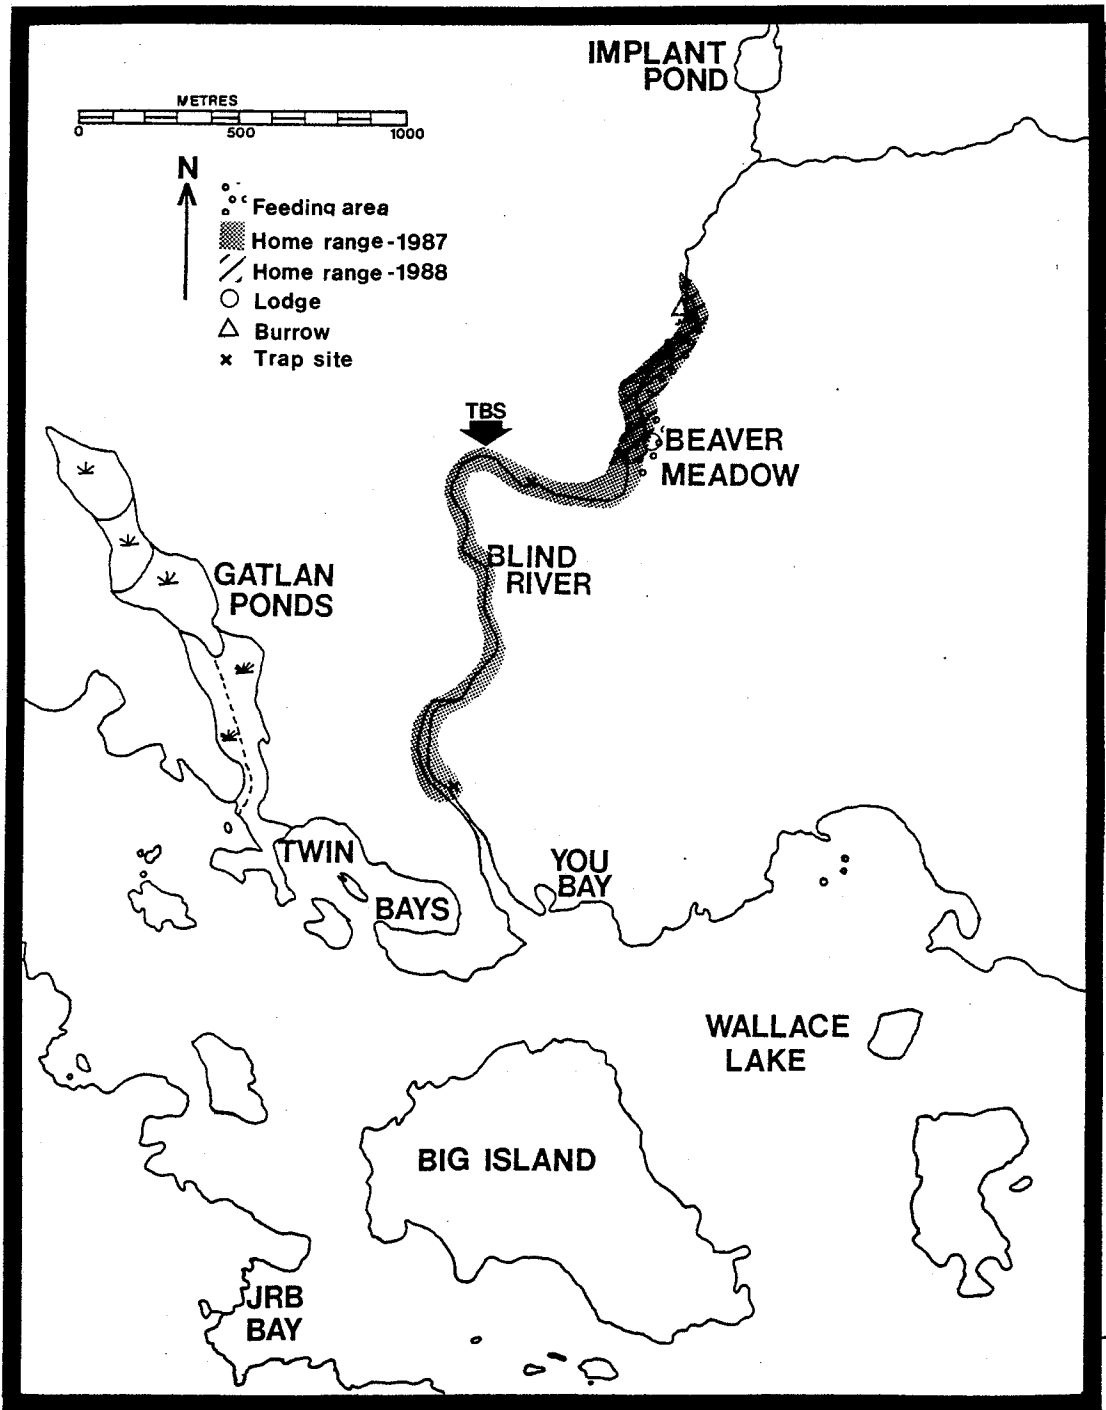 IMPLANT
POND
METRES
0 500 1000
N
Feeding area
Home range -1987
Home range -1988
Lodge
Burrow
Trap site
TBS
BEAVER
MEADOW
BLIND
RIVER
GATLAN
PONDS
TWIN
BAYS
YOU
BAY
WALLACE
LAKE
BIG ISLAND
JRB
BAY